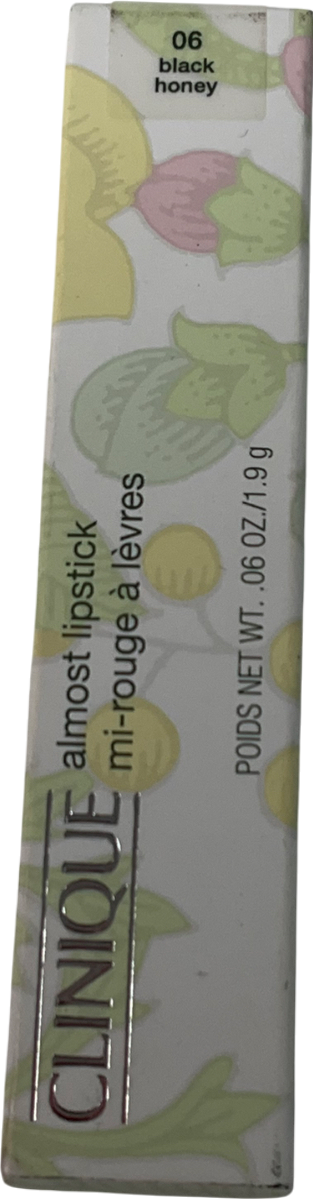 06
black
honey
CLINIQUE
almost lipstick
mi-rouge à lèvres
POIDS NET WT. .06 OZ./1.9 g